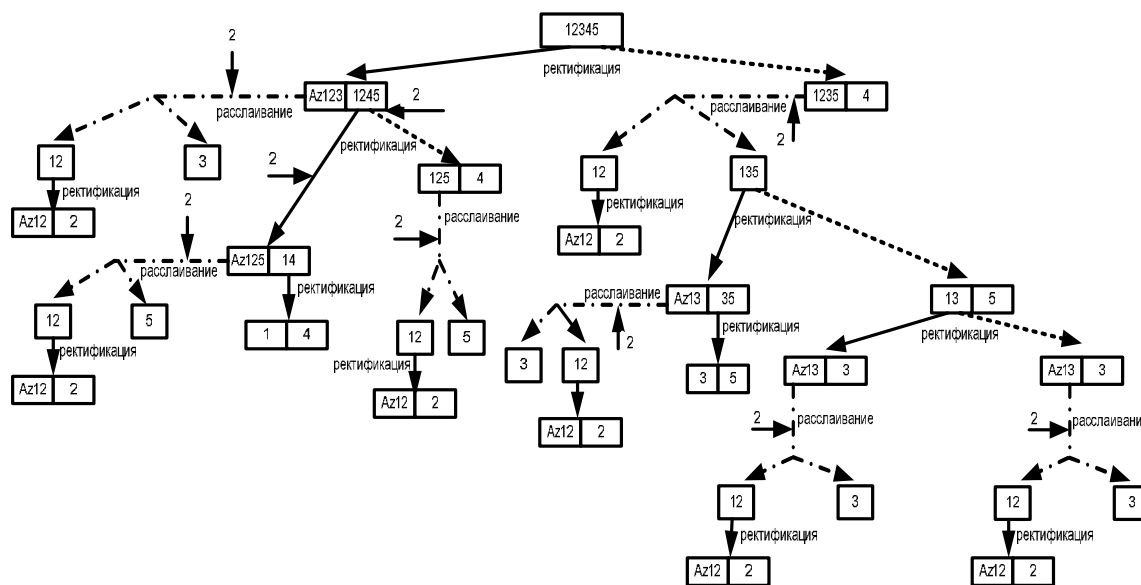 12345
2
ректификация
Az123 1245
2
1235 4
расслаивание
расслаивание
2
ректификация
12
3
2
125 4
12
135
ректификация
ректификация
ректификация
Az12 2
2
расслаивание
2
Az12 2
Az125 14
расслаивание
ректификация
12
5
1 4
12
5
расслаивание
Az13 35
13 5
ректификация
ректификация
2
ректификация
ректификация
3
12
3 5
Az13 3
Az13 3
Az12 2
Az12 2
Az12 2
2
расслаивание
2
расслаивание
12
3
12
3
ректификация
ректификация
Az12 2
Az12 2